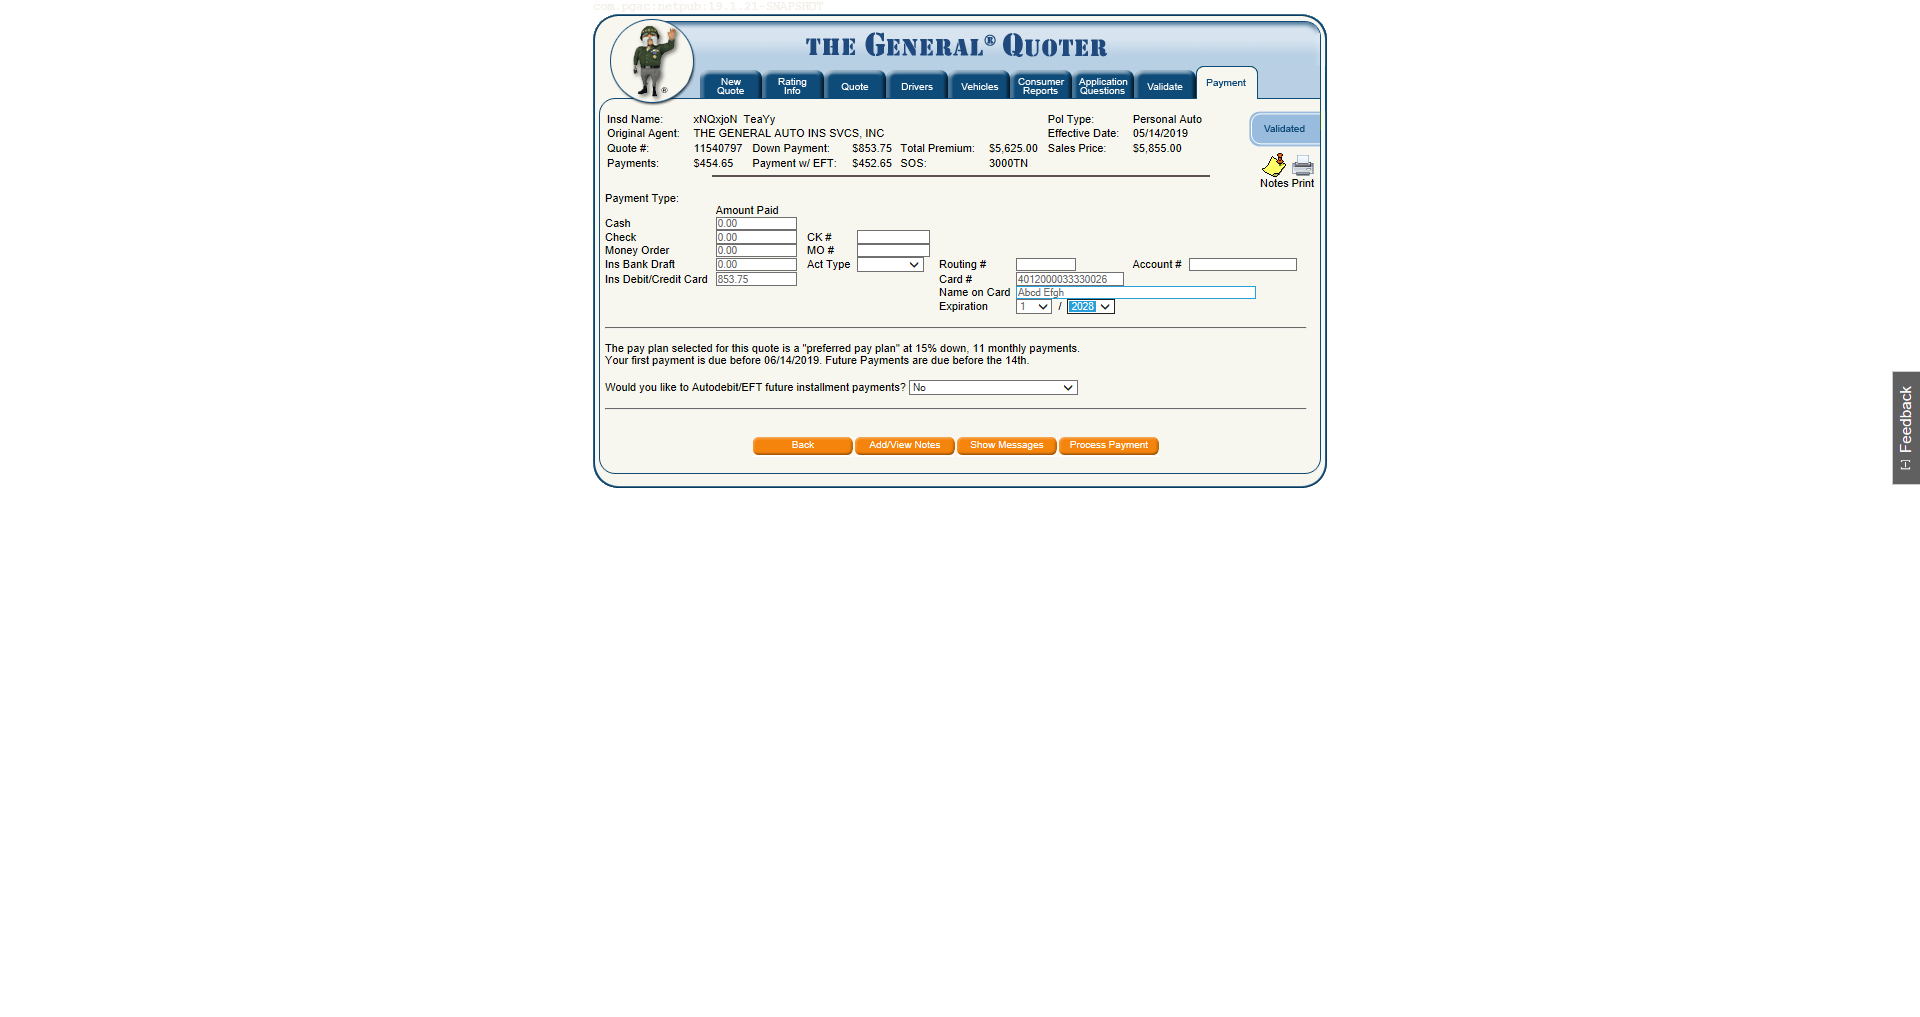 com.pgac:netpub:19.1.21-SNAPSHOT
THE GENERAL® QUOTER
New Quote
Rating Info
Quote
Drivers
Vehicles
Consumer Reports
Application Questions
Validate
Payment
Insd Name: xNQxjoN TeaYy Pol Type: Personal Auto
Validated
Original Agent: THE GENERAL AUTO INS SVCS, INC Effective Date: 05/14/2019
Quote #: 11540797 Down Payment: $853.75 Total Premium: $5,625.00 Sales Price: $5,855.00
Payments: $454.65 Payment w/ EFT: $452.65 SOS: 3000TN
Notes Print
Payment Type:
Amount Paid
Cash 0.00
Check 0.00 CK #
Money Order 0.00 MO #
Ins Bank Draft 0.00 Act Type Routing # Account #
Ins Debit/Credit Card 853.75 Card # 4012000033330026
Name on Card Abcd Efgh
Expiration 1 / 2028
The pay plan selected for this quote is a "preferred pay plan" at 15% down, 11 monthly payments.
Your first payment is due before 06/14/2019. Future Payments are due before the 14th.
Would you like to Autodebit/EFT future installment payments? No
Back Add/View Notes Show Messages Process Payment
[-] Feedback